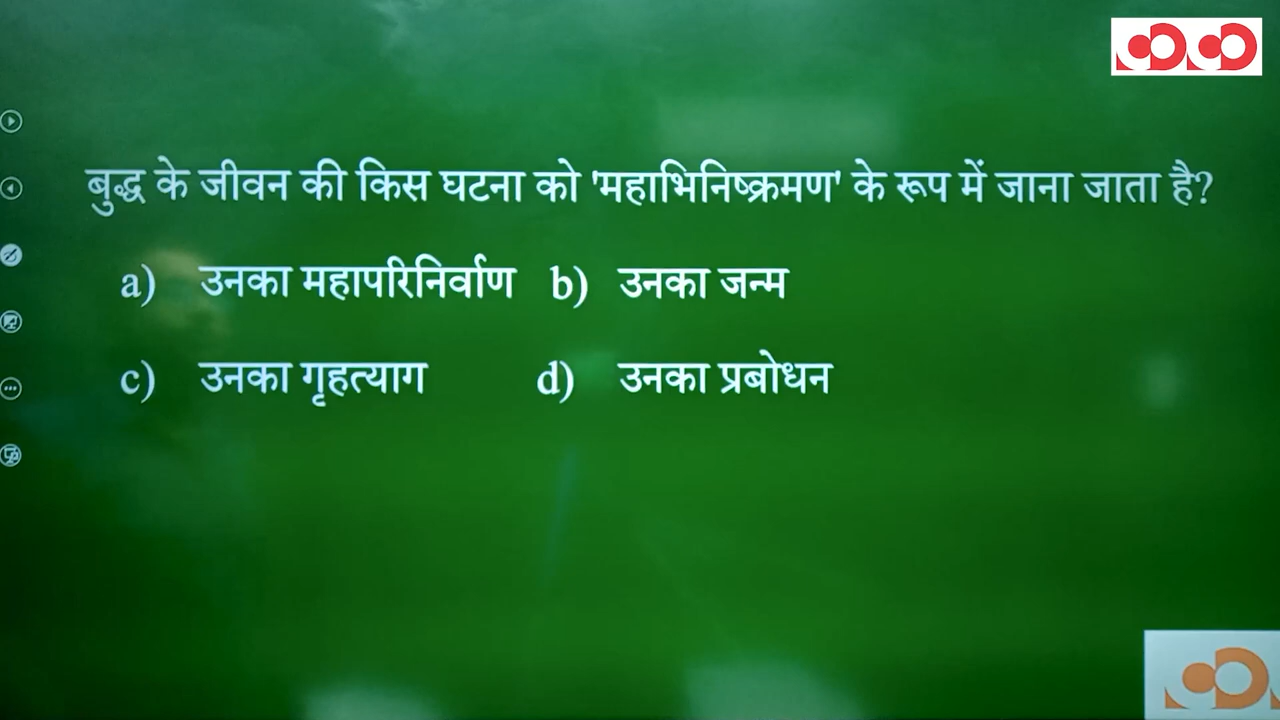 बुद्ध के जीवन की किस घटना को 'महाभिनिष्क्रमण' के रूप में जाना जाता है?
a) उनका महापरिनिर्वाण b) उनका जन्म
c) उनका गृहत्याग d) उनका प्रबोधन